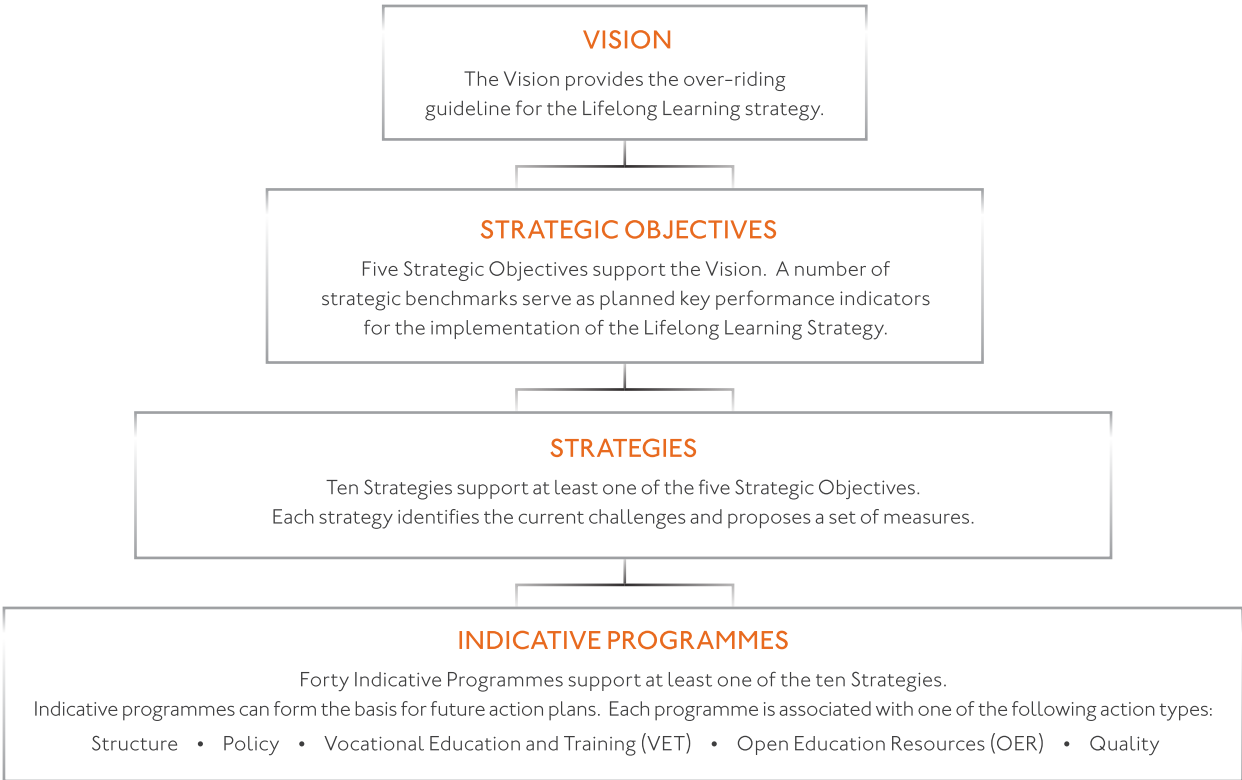 VISION
The Vision provides the over-riding
guideline for the Lifelong Learning strategy.
STRATEGIC OBJECTIVES
Five Strategic Objectives support the Vision.  A number of
strategic benchmarks serve as planned key performance indicators
for the implementation of the Lifelong Learning Strategy.
STRATEGIES
Ten Strategies support at least one of the five Strategic Objectives.
Each strategy identifies the current challenges and proposes a set of measures.
INDICATIVE PROGRAMMES
Forty Indicative Programmes support at least one of the ten Strategies.
Indicative programmes can form the basis for future action plans.  Each programme is associated with one of the following action types:
Structure • Policy • Vocational Education and Training (VET) • Open Education Resources (OER) • Quality